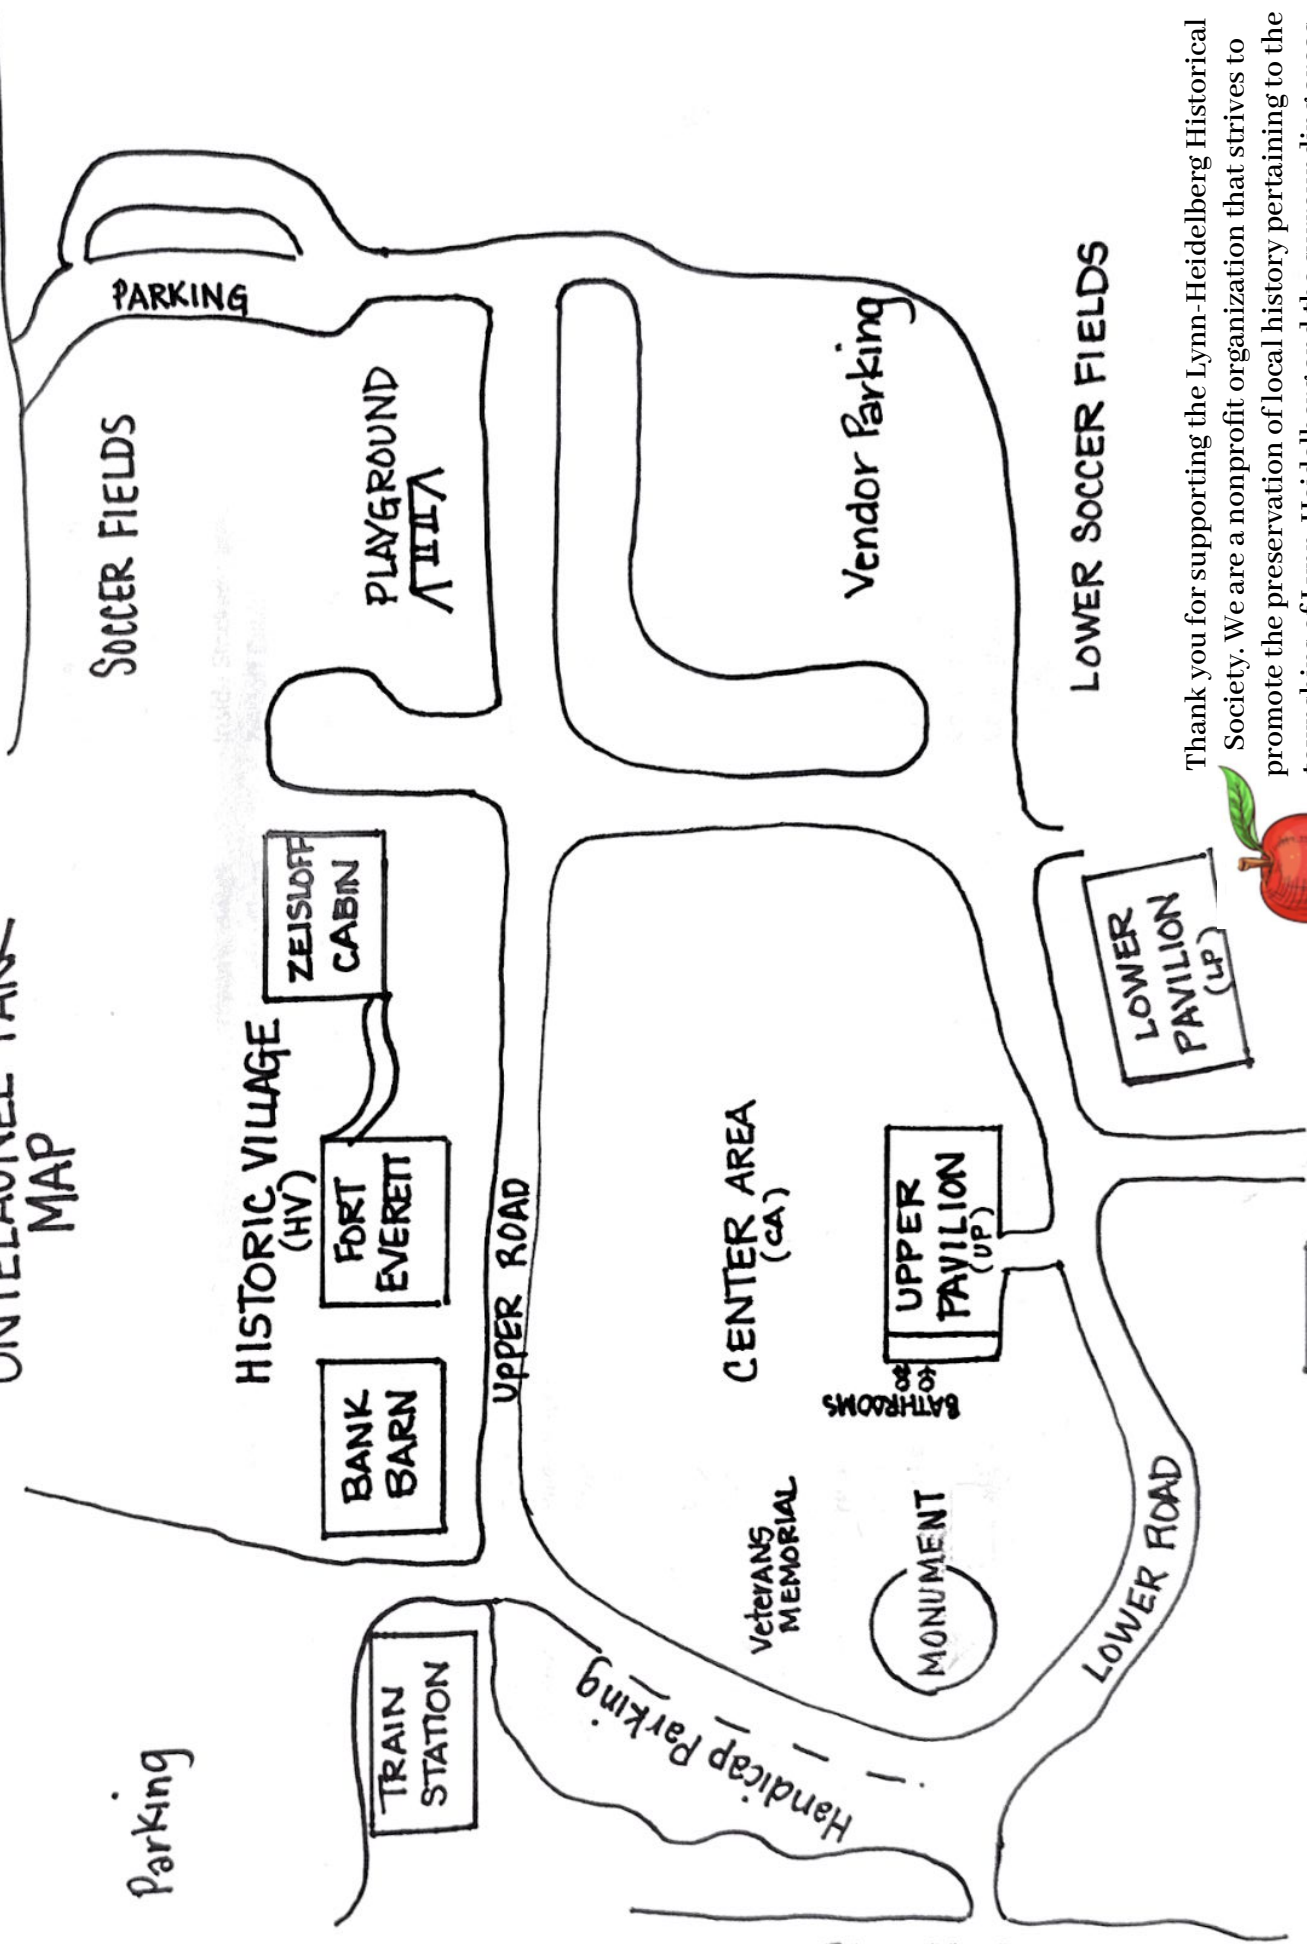 MAP
Parking
SOCCER FIELDS
PARKING
HISTORIC VILLAGE
(HV)
ZEISLOFF
CABIN
PLAYGROUND
TRAIN
STATION
BANK
BARN
FORT
EVERETT
UPPER ROAD
Handicap Parking
Veterans
MEMORIAL
CENTER AREA
(CA)
Vendor Parking
BATHROOMS
MONUMENT
UPPER
PAVILION
(UP)
LOWER ROAD
LOWER
PAVILION
(LP)
LOWER SOCCER FIELDS
Thank you for supporting the Lynn-Heidelberg Historical
Society. We are a nonprofit organization that strives to
promote the preservation of local history pertaining to the